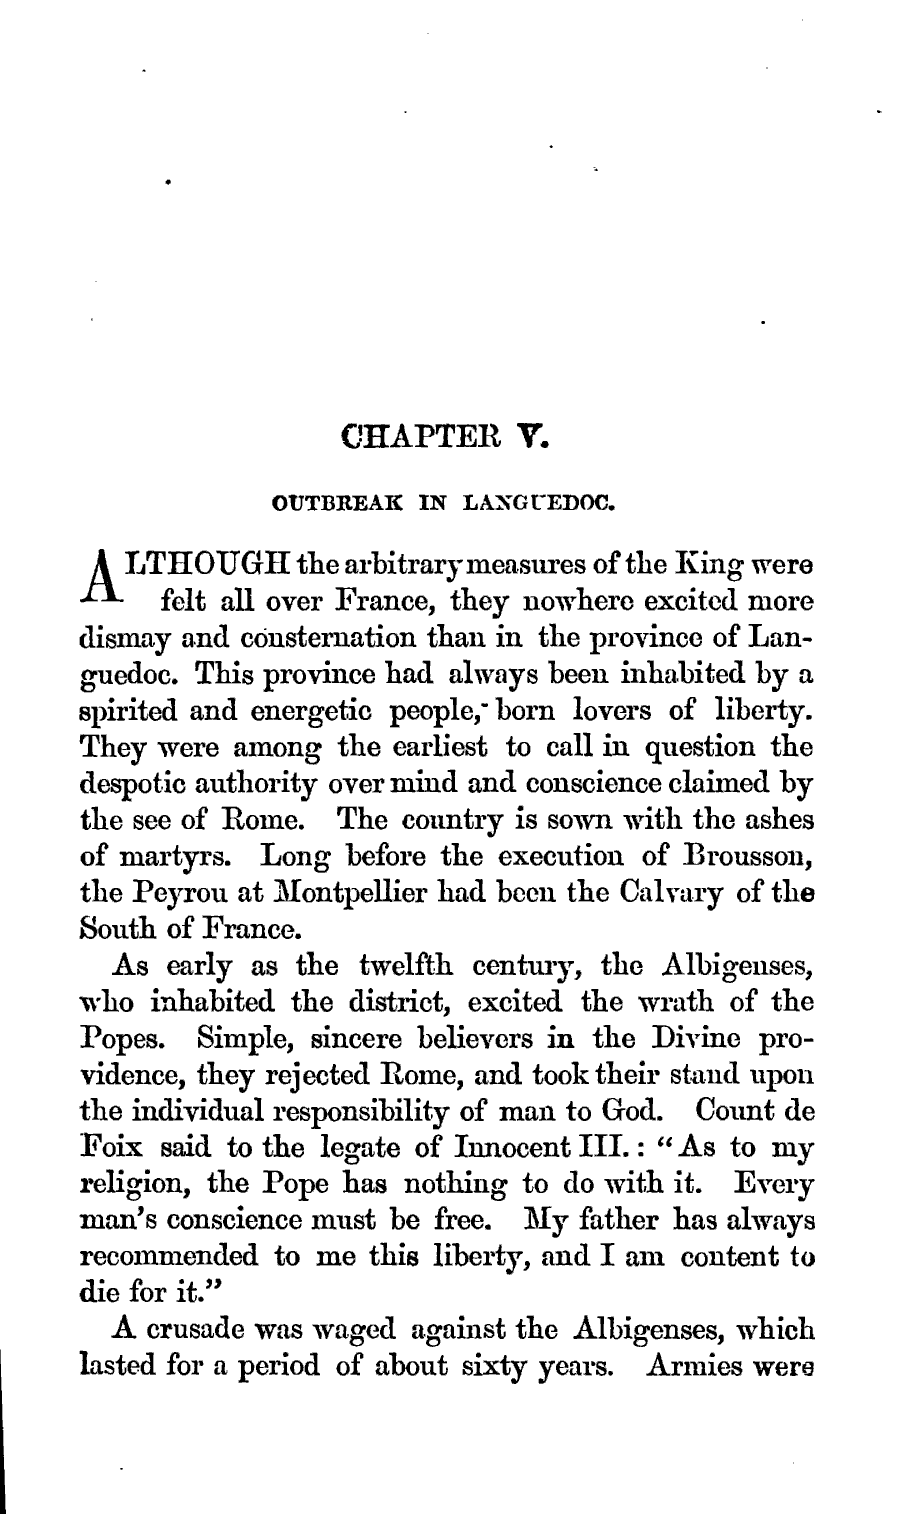 CHAPTER V.
OUTBREAK IN LANGUEDOC.
ALTHOUGH the arbitrary measures of the King were
felt all over France, they nowhere excited more
dismay and consternation than in the province of Lan-
guedoc. This province had always been inhabited by a
spirited and energetic people, born lovers of liberty.
They were among the earliest to call in question the
despotic authority over mind and conscience claimed by
the see of Rome. The country is sown with the ashes
of martyrs. Long before the execution of Brousson,
the Peyrou at Montpellier had been the Calvary of the
South of France.
As early as the twelfth century, the Albigenses,
who inhabited the district, excited the wrath of the
Popes. Simple, sincere believers in the Divine pro-
vidence, they rejected Rome, and took their stand upon
the individual responsibility of man to God. Count de
Foix said to the legate of Innocent III. : “ As to my
religion, the Pope has nothing to do with it. Every
man’s conscience must be free. My father has always
recommended to me this liberty, and I am content to
die for it.”
A crusade was waged against the Albigenses, which
lasted for a period of about sixty years. Armies were